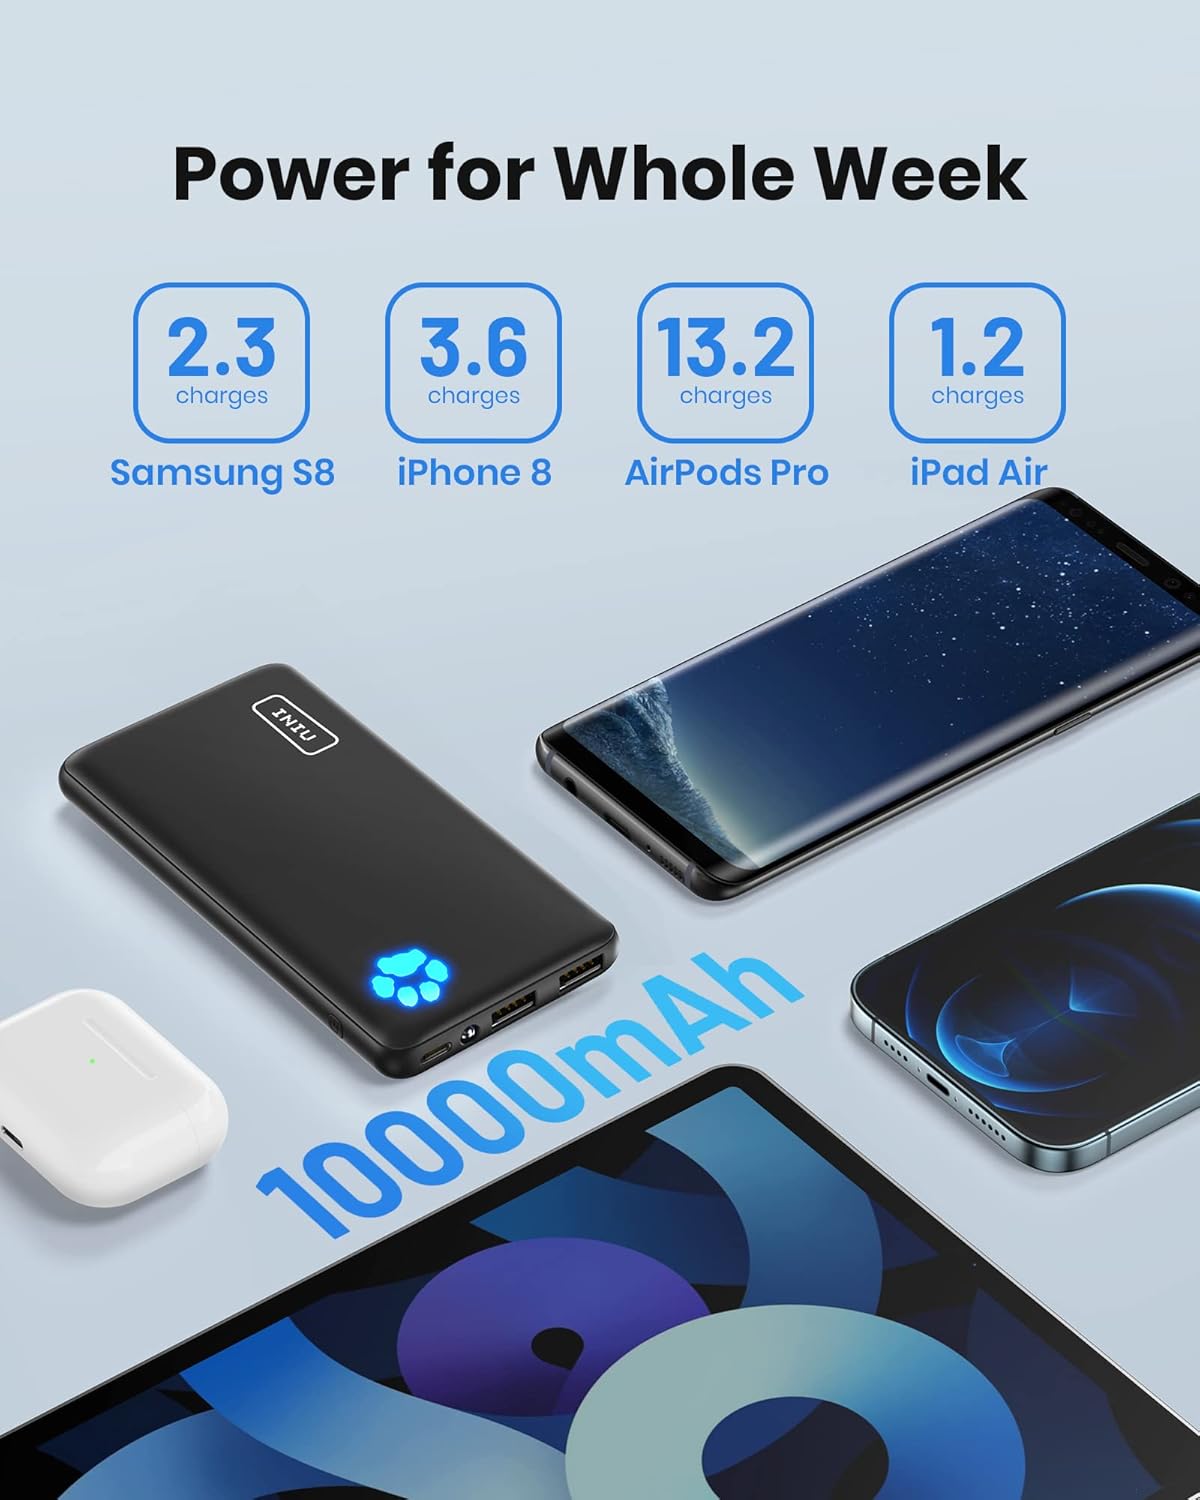 Power for Whole Week
2.3
charges
Samsung S8
3.6
charges
iPhone 8
13.2
charges
AirPods Pro
1.2
charges
iPad Air
INIU
10000mAh